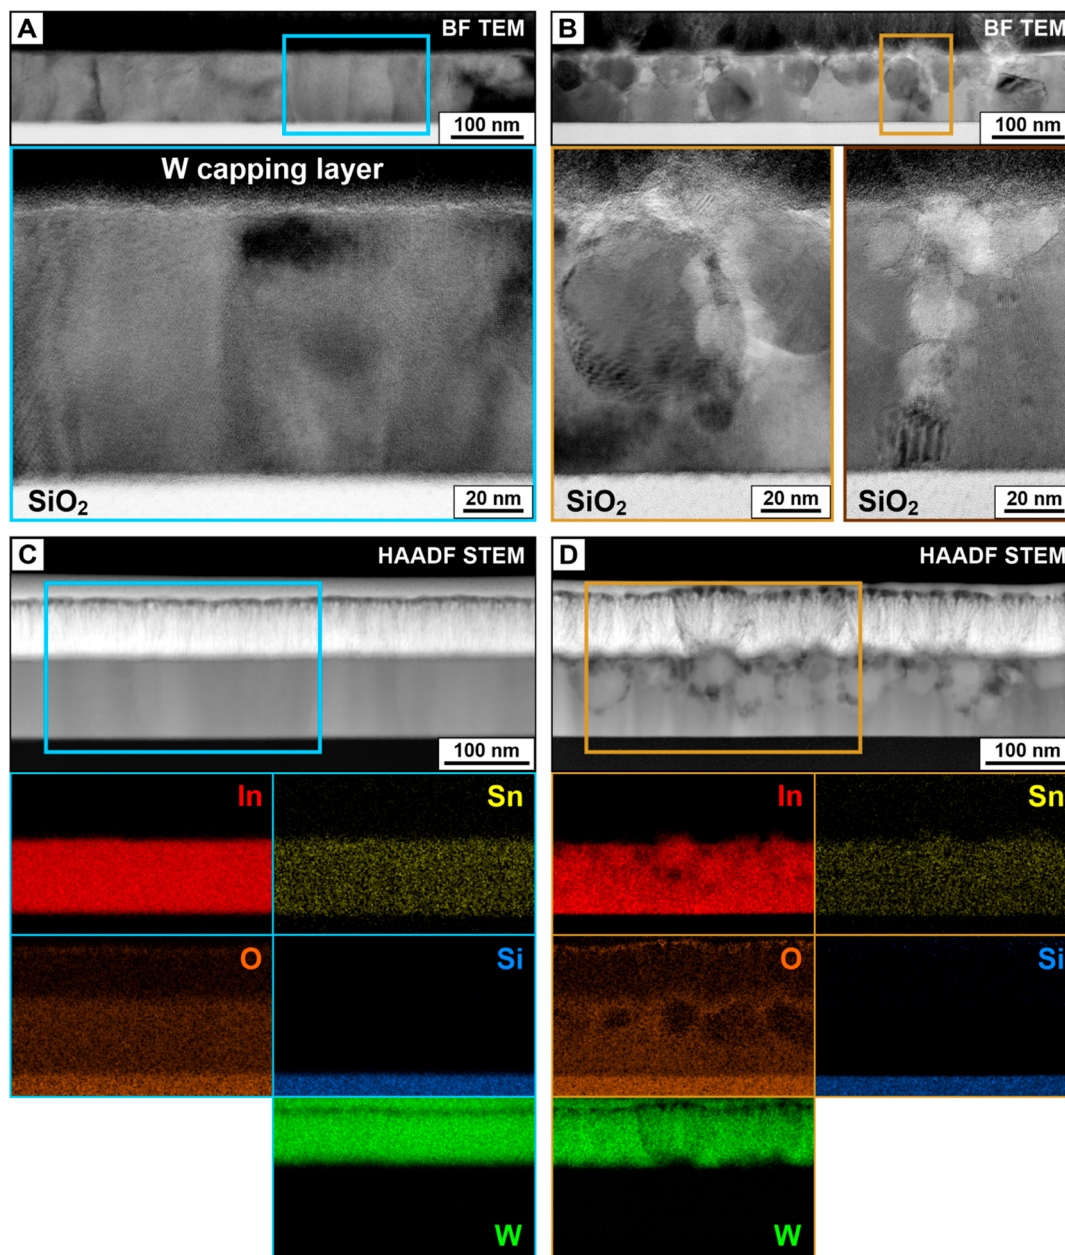 A
BF TEM
100 nm
W capping layer
SiO₂
20 nm
B
BF TEM
100 nm
SiO₂
20 nm
SiO₂
20 nm
C
HAADF STEM
100 nm
In
Sn
O
Si
W
D
HAADF STEM
100 nm
In
Sn
O
Si
W